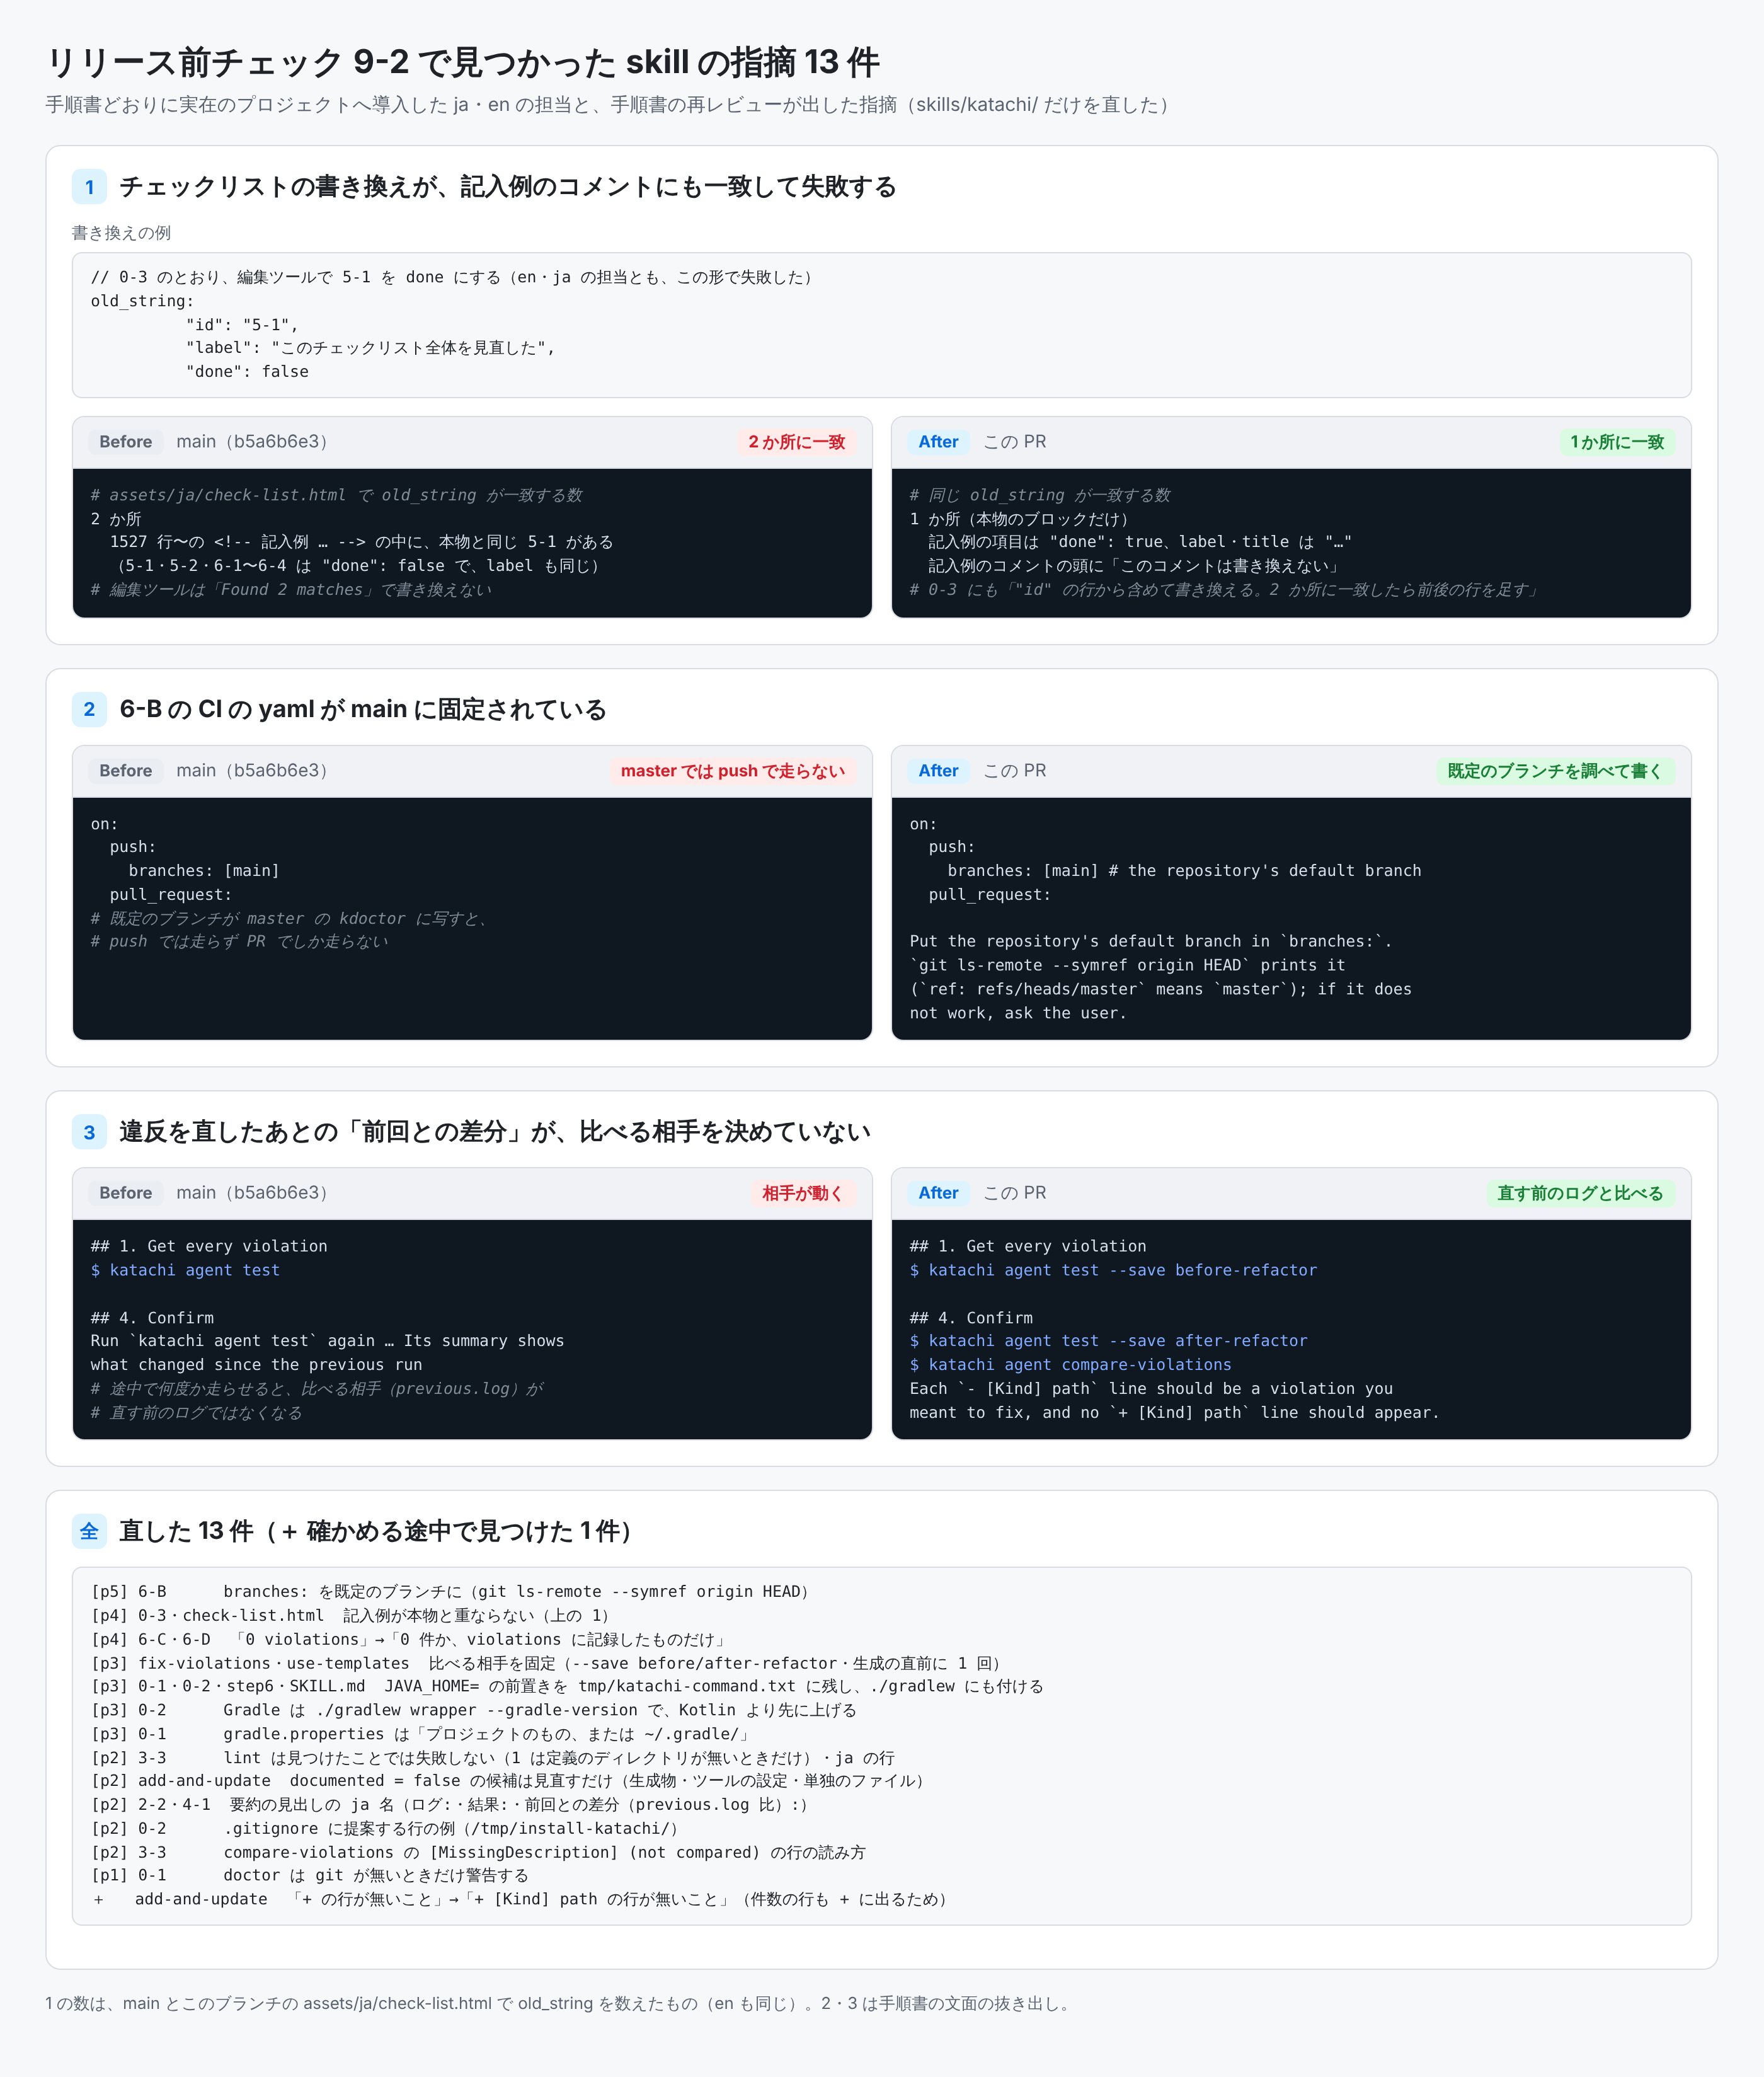 リリース前チェック 9-2 で見つかった skill の指摘 13 件
手順書どおりに実在のプロジェクトへ導入した ja・en の担当と、手順書の再レビューが出した指摘（skills/katachi/ だけを直した）
1 チェックリストの書き換えが、記入例のコメントにも一致して失敗する
書き換えの例
// 0-3 のとおり、編集ツールで 5-1 を done にする（en・ja の担当とも、この形で失敗した）
old_string:
"id": "5-1",
"label": "このチェックリスト全体を見直した",
"done": false
Before main（b5a6b6e3） 2 か所に一致
# assets/ja/check-list.html で old_string が一致する数
2 か所
1527 行〜の <!-- 記入例 … --> の中に、本物と同じ 5-1 がある
（5-1・5-2・6-1〜6-4 は "done": false で、label も同じ）
# 編集ツールは「Found 2 matches」で書き換えない
After この PR 1 か所に一致
# 同じ old_string が一致する数
1 か所（本物のブロックだけ）
記入例の項目は "done": true、label・title は "…"
記入例のコメントの頭に「このコメントは書き換えない」
# 0-3 にも「"id" の行から含めて書き換える。2 か所に一致したら前後の行を足す」
2 6-B の CI の yaml が main に固定されている
Before main（b5a6b6e3） master では push で走らない
on:
push:
branches: [main]
pull_request:
# 既定のブランチが master の kdoctor に写すと、
# push では走らず PR でしか走らない
After この PR 既定のブランチを調べて書く
on:
push:
branches: [main] # the repository's default branch
pull_request:
Put the repository's default branch in `branches:`.
`git ls-remote --symref origin HEAD` prints it
(`ref: refs/heads/master` means `master`); if it does
not work, ask the user.
3 違反を直したあとの「前回との差分」が、比べる相手を決めていない
Before main（b5a6b6e3） 相手が動く
## 1. Get every violation
$ katachi agent test
## 4. Confirm
Run `katachi agent test` again … Its summary shows
what changed since the previous run
# 途中で何度か走らせると、比べる相手（previous.log）が
# 直す前のログではなくなる
After この PR 直す前のログと比べる
## 1. Get every violation
$ katachi agent test --save before-refactor
## 4. Confirm
$ katachi agent test --save after-refactor
$ katachi agent compare-violations
Each `- [Kind] path` line should be a violation you
meant to fix, and no `+ [Kind] path` line should appear.
全 直した 13 件（＋ 確かめる途中で見つけた 1 件）
[p5] 6-B branches: を既定のブランチに（git ls-remote --symref origin HEAD）
[p4] 0-3・check-list.html 記入例が本物と重ならない（上の 1）
[p4] 6-C・6-D 「0 violations」→「0 件か、violations に記録したものだけ」
[p3] fix-violations・use-templates 比べる相手を固定（--save before/after-refactor・生成の直前に 1 回）
[p3] 0-1・0-2・step6・SKILL.md JAVA_HOME= の前置きを tmp/katachi-command.txt に残し、./gradlew にも付ける
[p3] 0-2 Gradle は ./gradlew wrapper --gradle-version で、Kotlin より先に上げる
[p3] 0-1 gradle.properties は「プロジェクトのもの、または ~/.gradle/」
[p2] 3-3 lint は見つけたことでは失敗しない（1 は定義のディレクトリが無いときだけ）・ja の行
[p2] add-and-update documented = false の候補は見直すだけ（生成物・ツールの設定・単独のファイル）
[p2] 2-2・4-1 要約の見出しの ja 名（ログ:・結果:・前回との差分（previous.log 比）:）
[p2] 0-2 .gitignore に提案する行の例（/tmp/install-katachi/）
[p2] 3-3 compare-violations の [MissingDescription] (not compared) の行の読み方
[p1] 0-1 doctor は git が無いときだけ警告する
＋ add-and-update 「+ の行が無いこと」→「+ [Kind] path の行が無いこと」（件数の行も + に出るため）
1 の数は、main とこのブランチの assets/ja/check-list.html で old_string を数えたもの（en も同じ）。2・3 は手順書の文面の抜き出し。